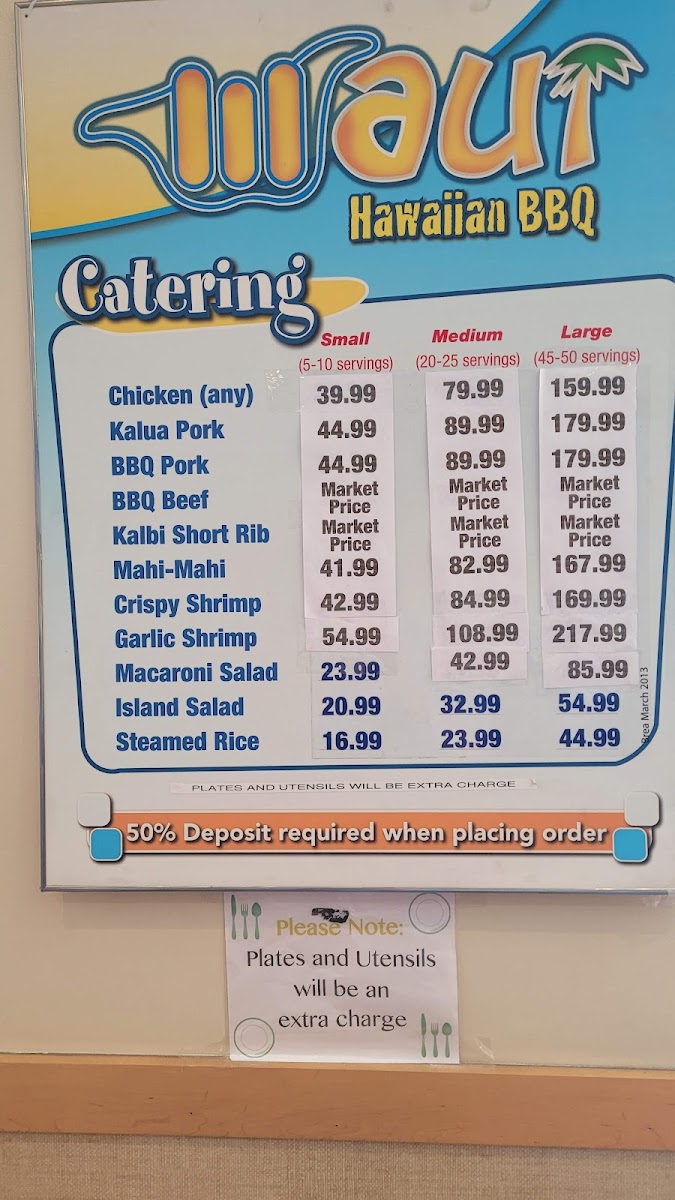 Maui
Hawaiian BBQ
Catering
Small Medium Large
(5-10 servings) (20-25 servings) (45-50 servings)
Chicken (any) 39.99 79.99 159.99
Kalua Pork 44.99 89.99 179.99
BBQ Pork 44.99 89.99 179.99
BBQ Beef Market Price Market Price Market Price
Kalbi Short Rib Market Price Market Price Market Price
Mahi-Mahi 41.99 82.99 167.99
Crispy Shrimp 42.99 84.99 169.99
Garlic Shrimp 54.99 108.99 217.99
Macaroni Salad 23.99 42.99 85.99
Island Salad 20.99 32.99 54.99
Steamed Rice 16.99 23.99 44.99
Brea March 2013
PLATES AND UTENSILS WILL BE EXTRA CHARGE
50% Deposit required when placing order
Please Note:
Plates and Utensils
will be an
extra charge